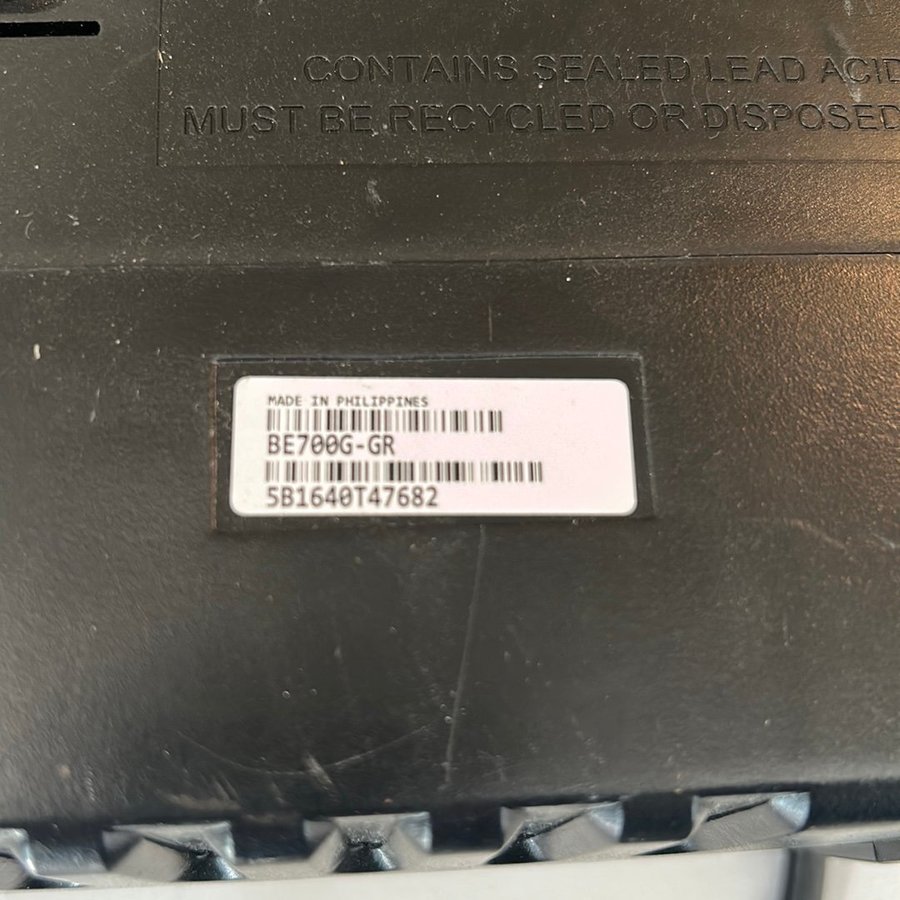 CONTAINS SEALED LEAD ACID
MUST BE RECYCLED OR DISPOSED
MADE IN PHILIPPINES
BE700G-GR
5B1640T47682